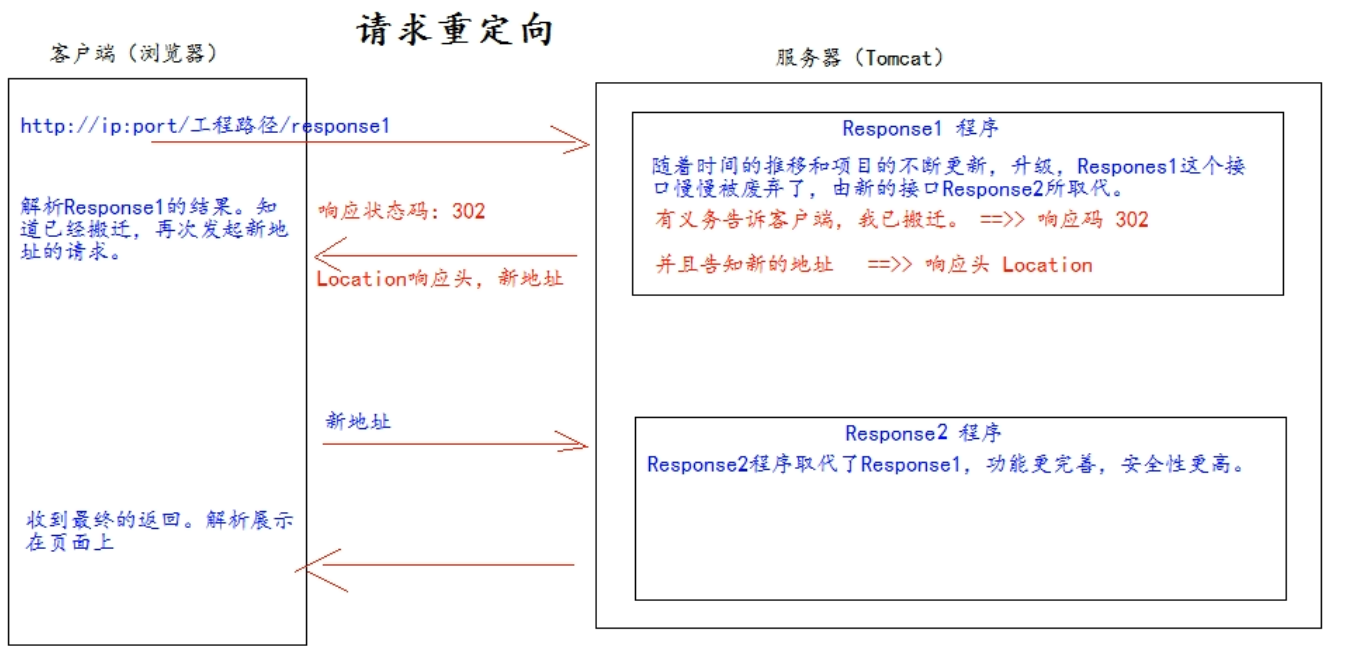 请求重定向
客户端（浏览器）
服务器（Tomcat）
http://ip:port/工程路径/response1
解析Response1的结果。知
道已经搬迁，再次发起新地
址的请求。
响应状态码：302
Location响应头，新地址
Response1 程序
随着时间的推移和项目的不断更新，升级，Respones1这个接
口慢慢被废弃了，由新的接口Response2所取代。
有义务告诉客户端，我已搬迁。 ==>> 响应码 302
并且告知新的地址 ==>> 响应头 Location
新地址
Response2 程序
Response2程序取代了Response1，功能更完善，安全性更高。
收到最终的返回。解析展示
在页面上